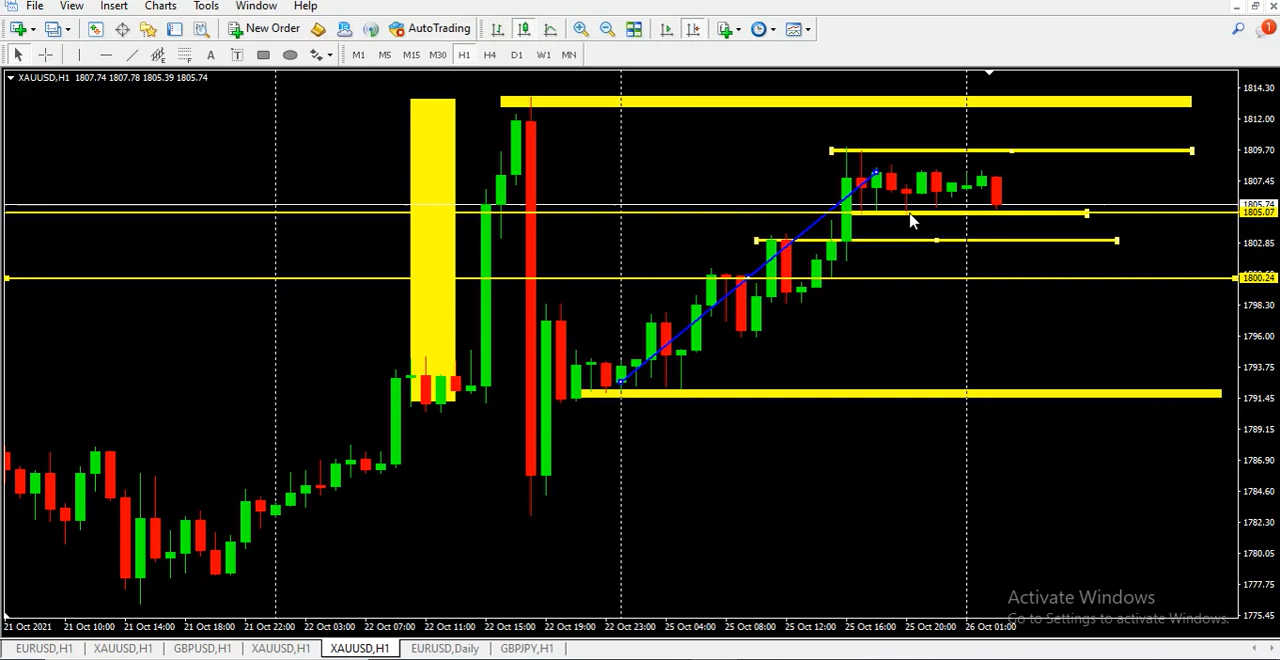 File View Insert Charts Tools Window Help
New Order AutoTrading 1
A T M1 M5 M15 M30 H1 H4 D1 W1 MN
XAUUSD,H1 1807.74 1807.78 1805.39 1805.74
1814.30
1812.00
1809.70
1807.45
1805.74
1805.07
1802.85
1800.24
1798.30
1796.00
1793.75
1791.45
1789.15
1786.90
1784.60
1782.30
1780.05
1777.75
1775.45
Activate Windows
Go to Settings to activate Windows.
21 Oct 2021 21 Oct 10:00 21 Oct 14:00 21 Oct 18:00 21 Oct 22:00 22 Oct 03:00 22 Oct 07:00 22 Oct 11:00 22 Oct 15:00 22 Oct 19:00 22 Oct 23:00 25 Oct 04:00 25 Oct 08:00 25 Oct 12:00 25 Oct 16:00 25 Oct 20:00 26 Oct 01:00
EURUSD,H1 XAUUSD,H1 GBPUSD,H1 XAUUSD,H1 XAUUSD,H1 EURUSD,Daily GBPJPY,H1